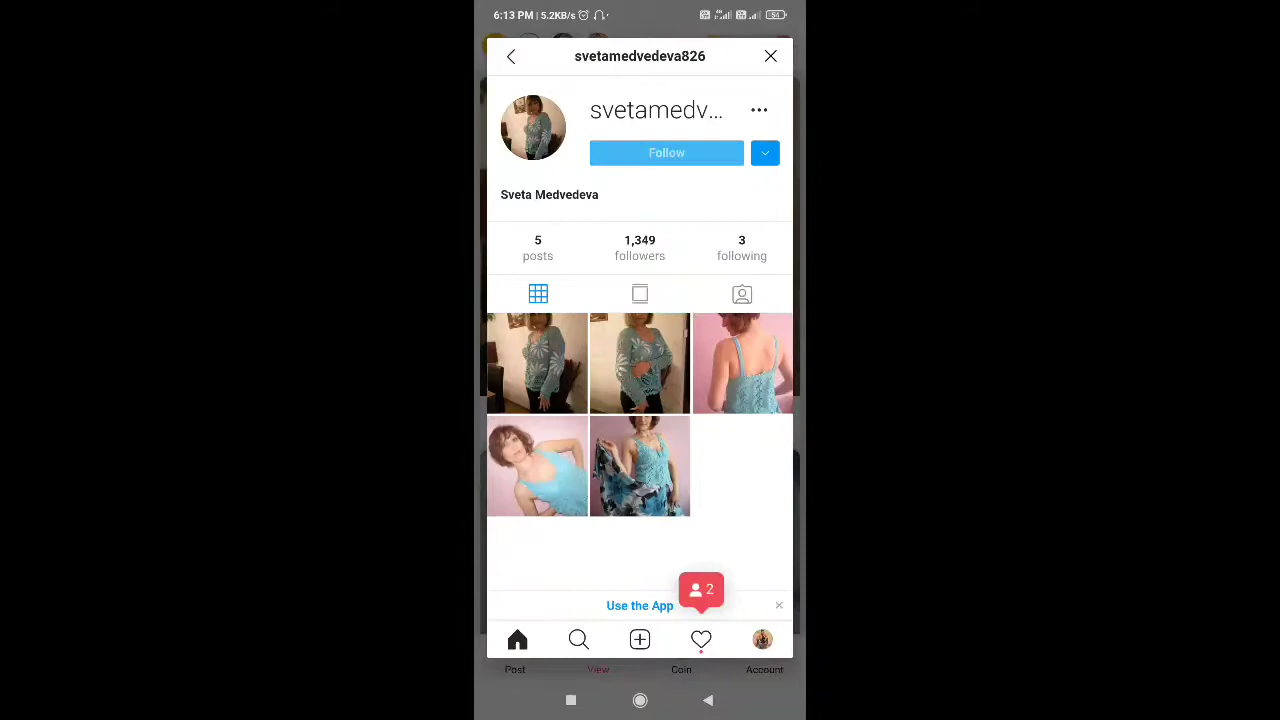 6:13 PM | 5.2KB/s
54
svetamedvedeva826
svetamedv...
Follow
Sveta Medvedeva
5 1,349 3
posts followers following
2
Use the App
Post View Coin Account